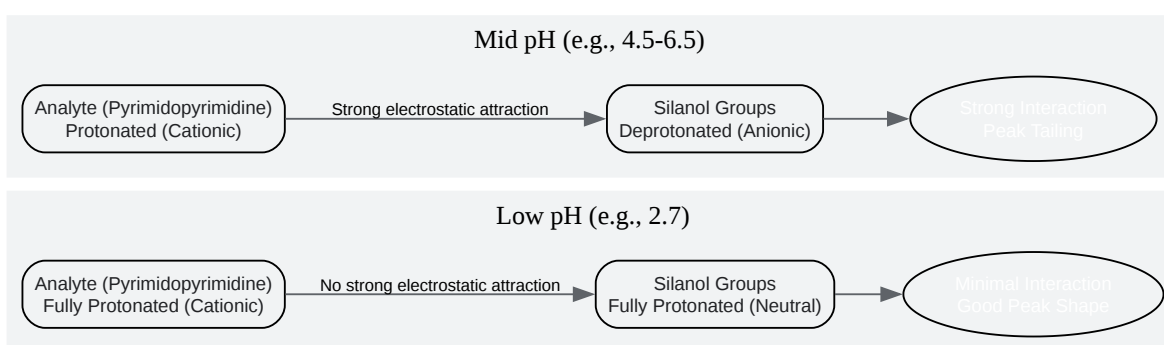 Mid pH (e.g., 4.5-6.5)
Analyte (Pyrimidopyrimidine)
Protonated (Cationic)
Strong electrostatic attraction
Silanol Groups
Deprotonated (Anionic)
Strong Interaction
Peak Tailing
Low pH (e.g., 2.7)
Analyte (Pyrimidopyrimidine)
Fully Protonated (Cationic)
No strong electrostatic attraction
Silanol Groups
Fully Protonated (Neutral)
Minimal Interaction
Good Peak Shape